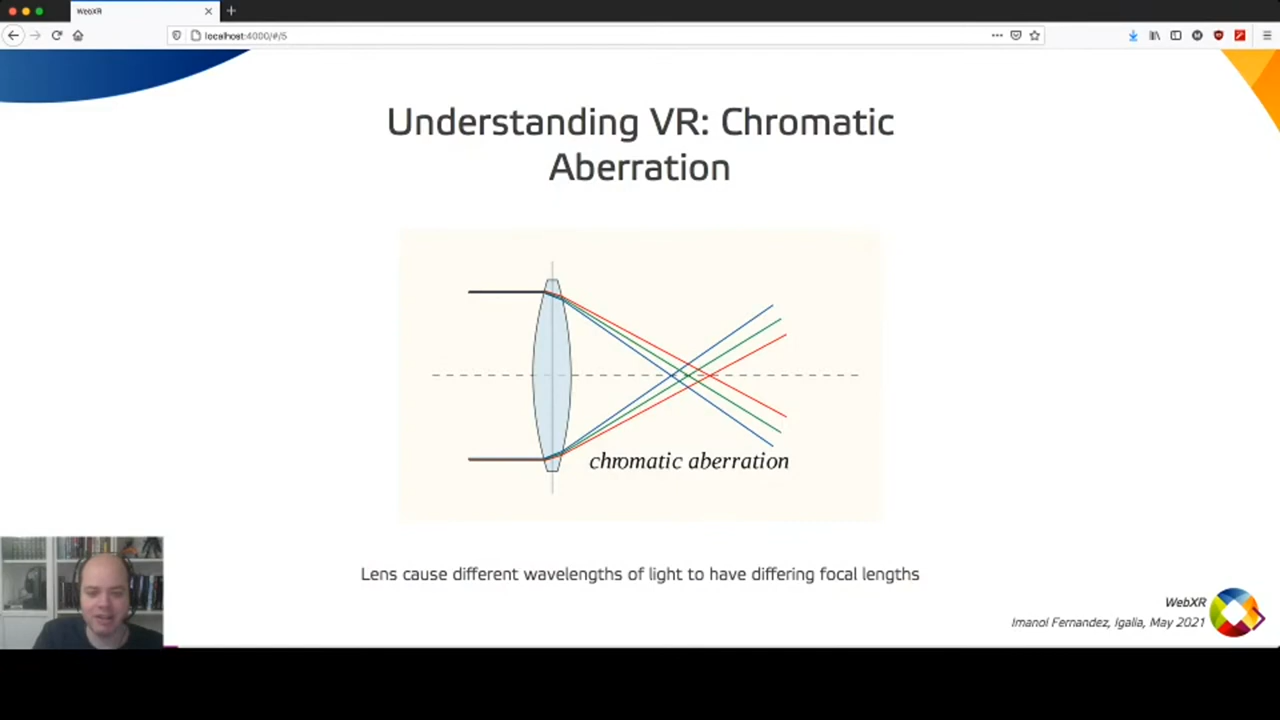 WebXR
localhost:4000/#/5
Understanding VR: Chromatic
Aberration
chromatic aberration
Lens cause different wavelengths of light to have differing focal lengths
WebXR
Imanol Fernandez, Igalia, May 2021